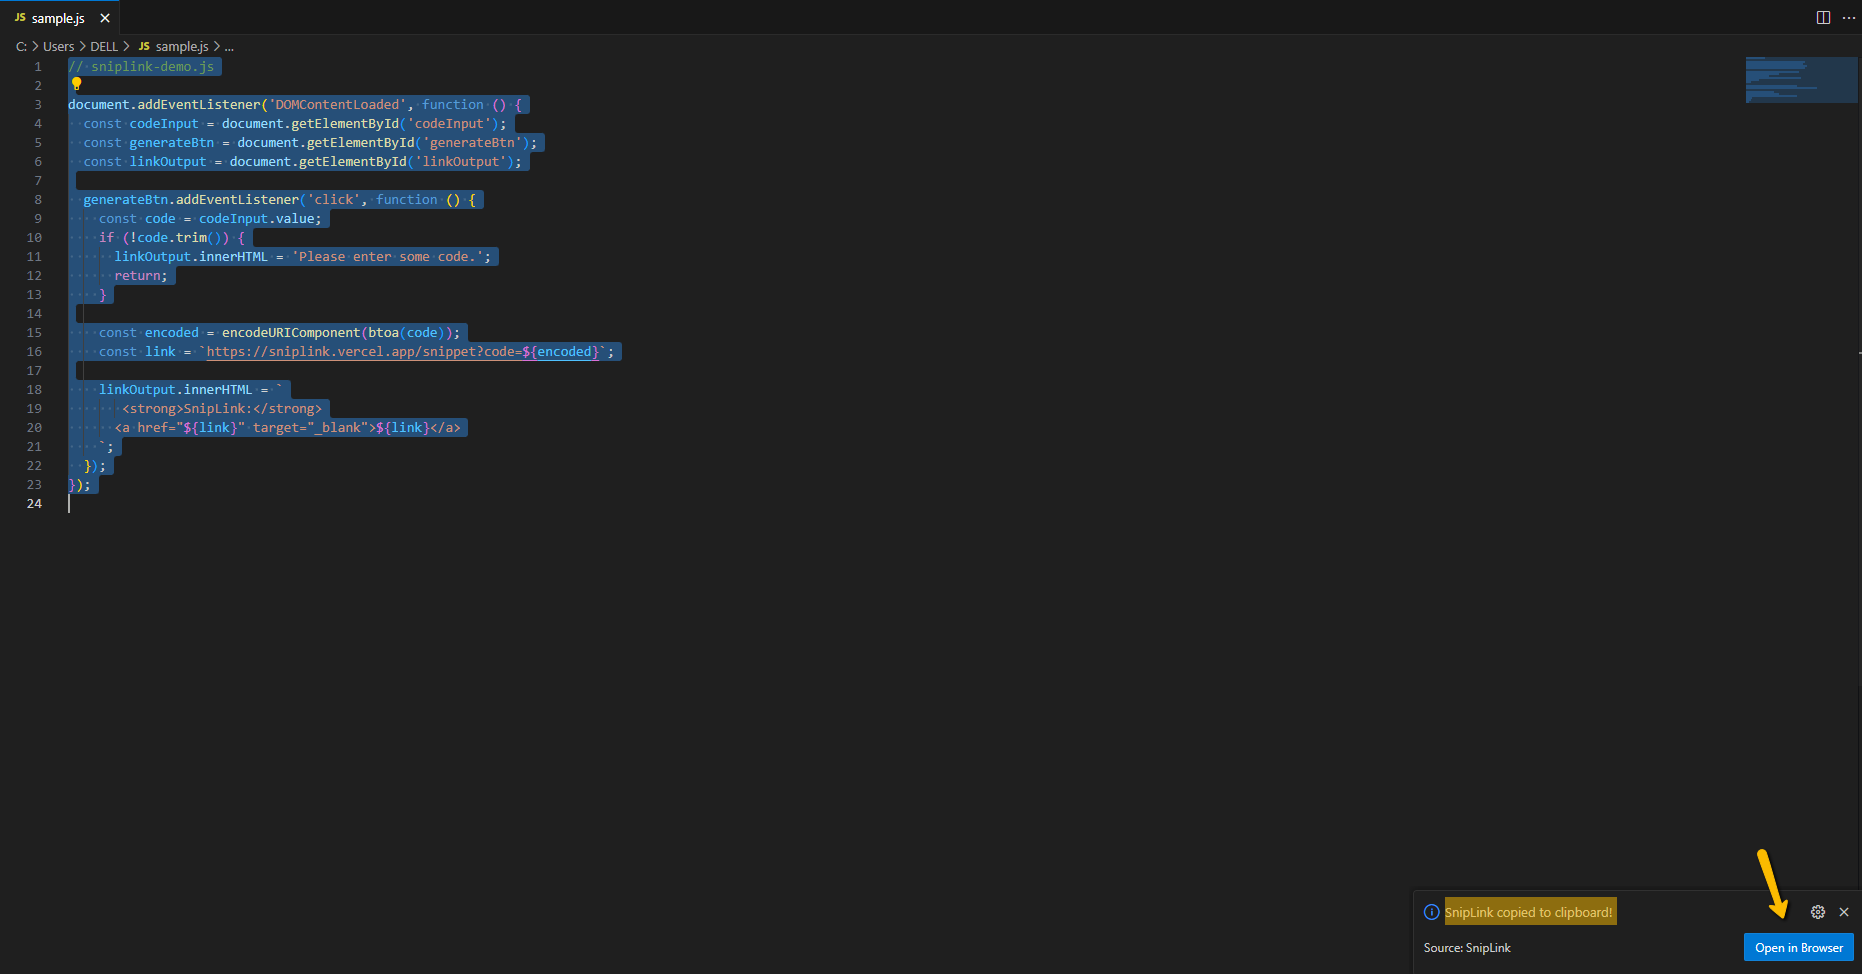 JS sample.js
C: > Users > DELL > JS sample.js > ...
1 // sniplink-demo.js
2
3 document.addEventListener('DOMContentLoaded', function () {
4   const codeInput = document.getElementById('codeInput');
5   const generateBtn = document.getElementById('generateBtn');
6   const linkOutput = document.getElementById('linkOutput');
7
8   generateBtn.addEventListener('click', function () {
9     const code = codeInput.value;
10     if (!code.trim()) {
11       linkOutput.innerHTML = 'Please enter some code.';
12       return;
13     }
14
15     const encoded = encodeURIComponent(btoa(code));
16     const link = `https://sniplink.vercel.app/snippet?code=${encoded}`;
17
18     linkOutput.innerHTML = `
19        <strong>SnipLink:</strong>
20       <a href="${link}" target="_blank">${link}</a>
21     `;
22   });
23 });
24
SnipLink copied to clipboard!
Source: SnipLink
Open in Browser